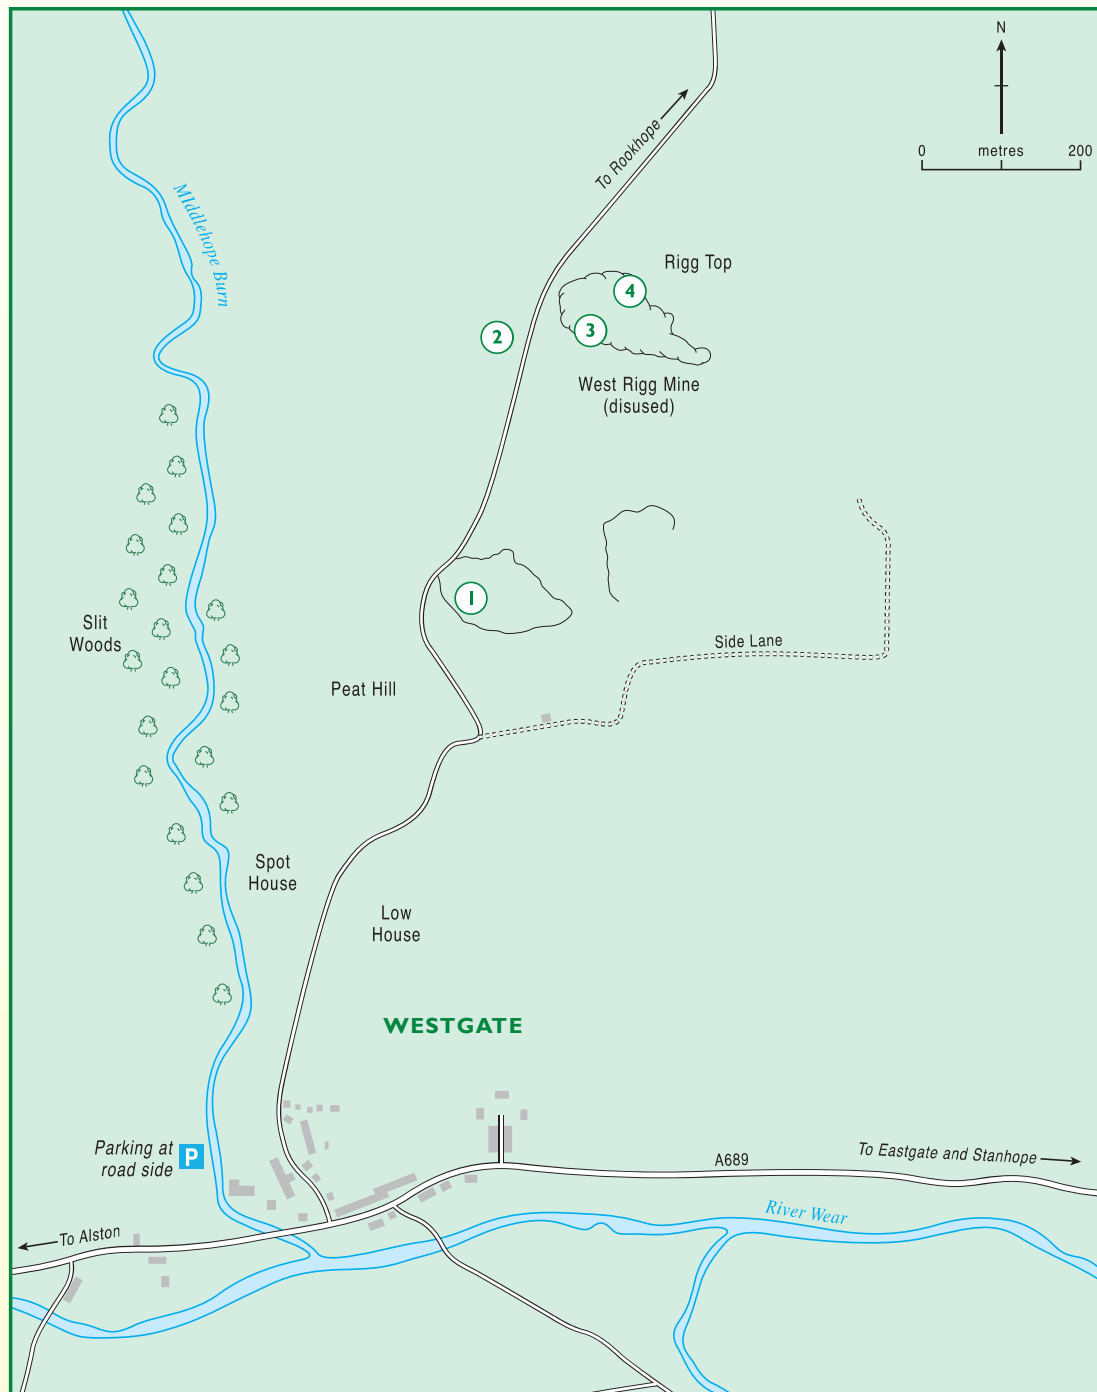 N
0 metres 200
To Rookhope
MIddlehope Burn
Rigg Top
4
3
2
West Rigg Mine
(disused)
1
Slit
Woods
Side Lane
Peat Hill
Spot
House
Low
House
WESTGATE
Parking at
road side
P
A689
To Eastgate and Stanhope
River Wear
To Alston